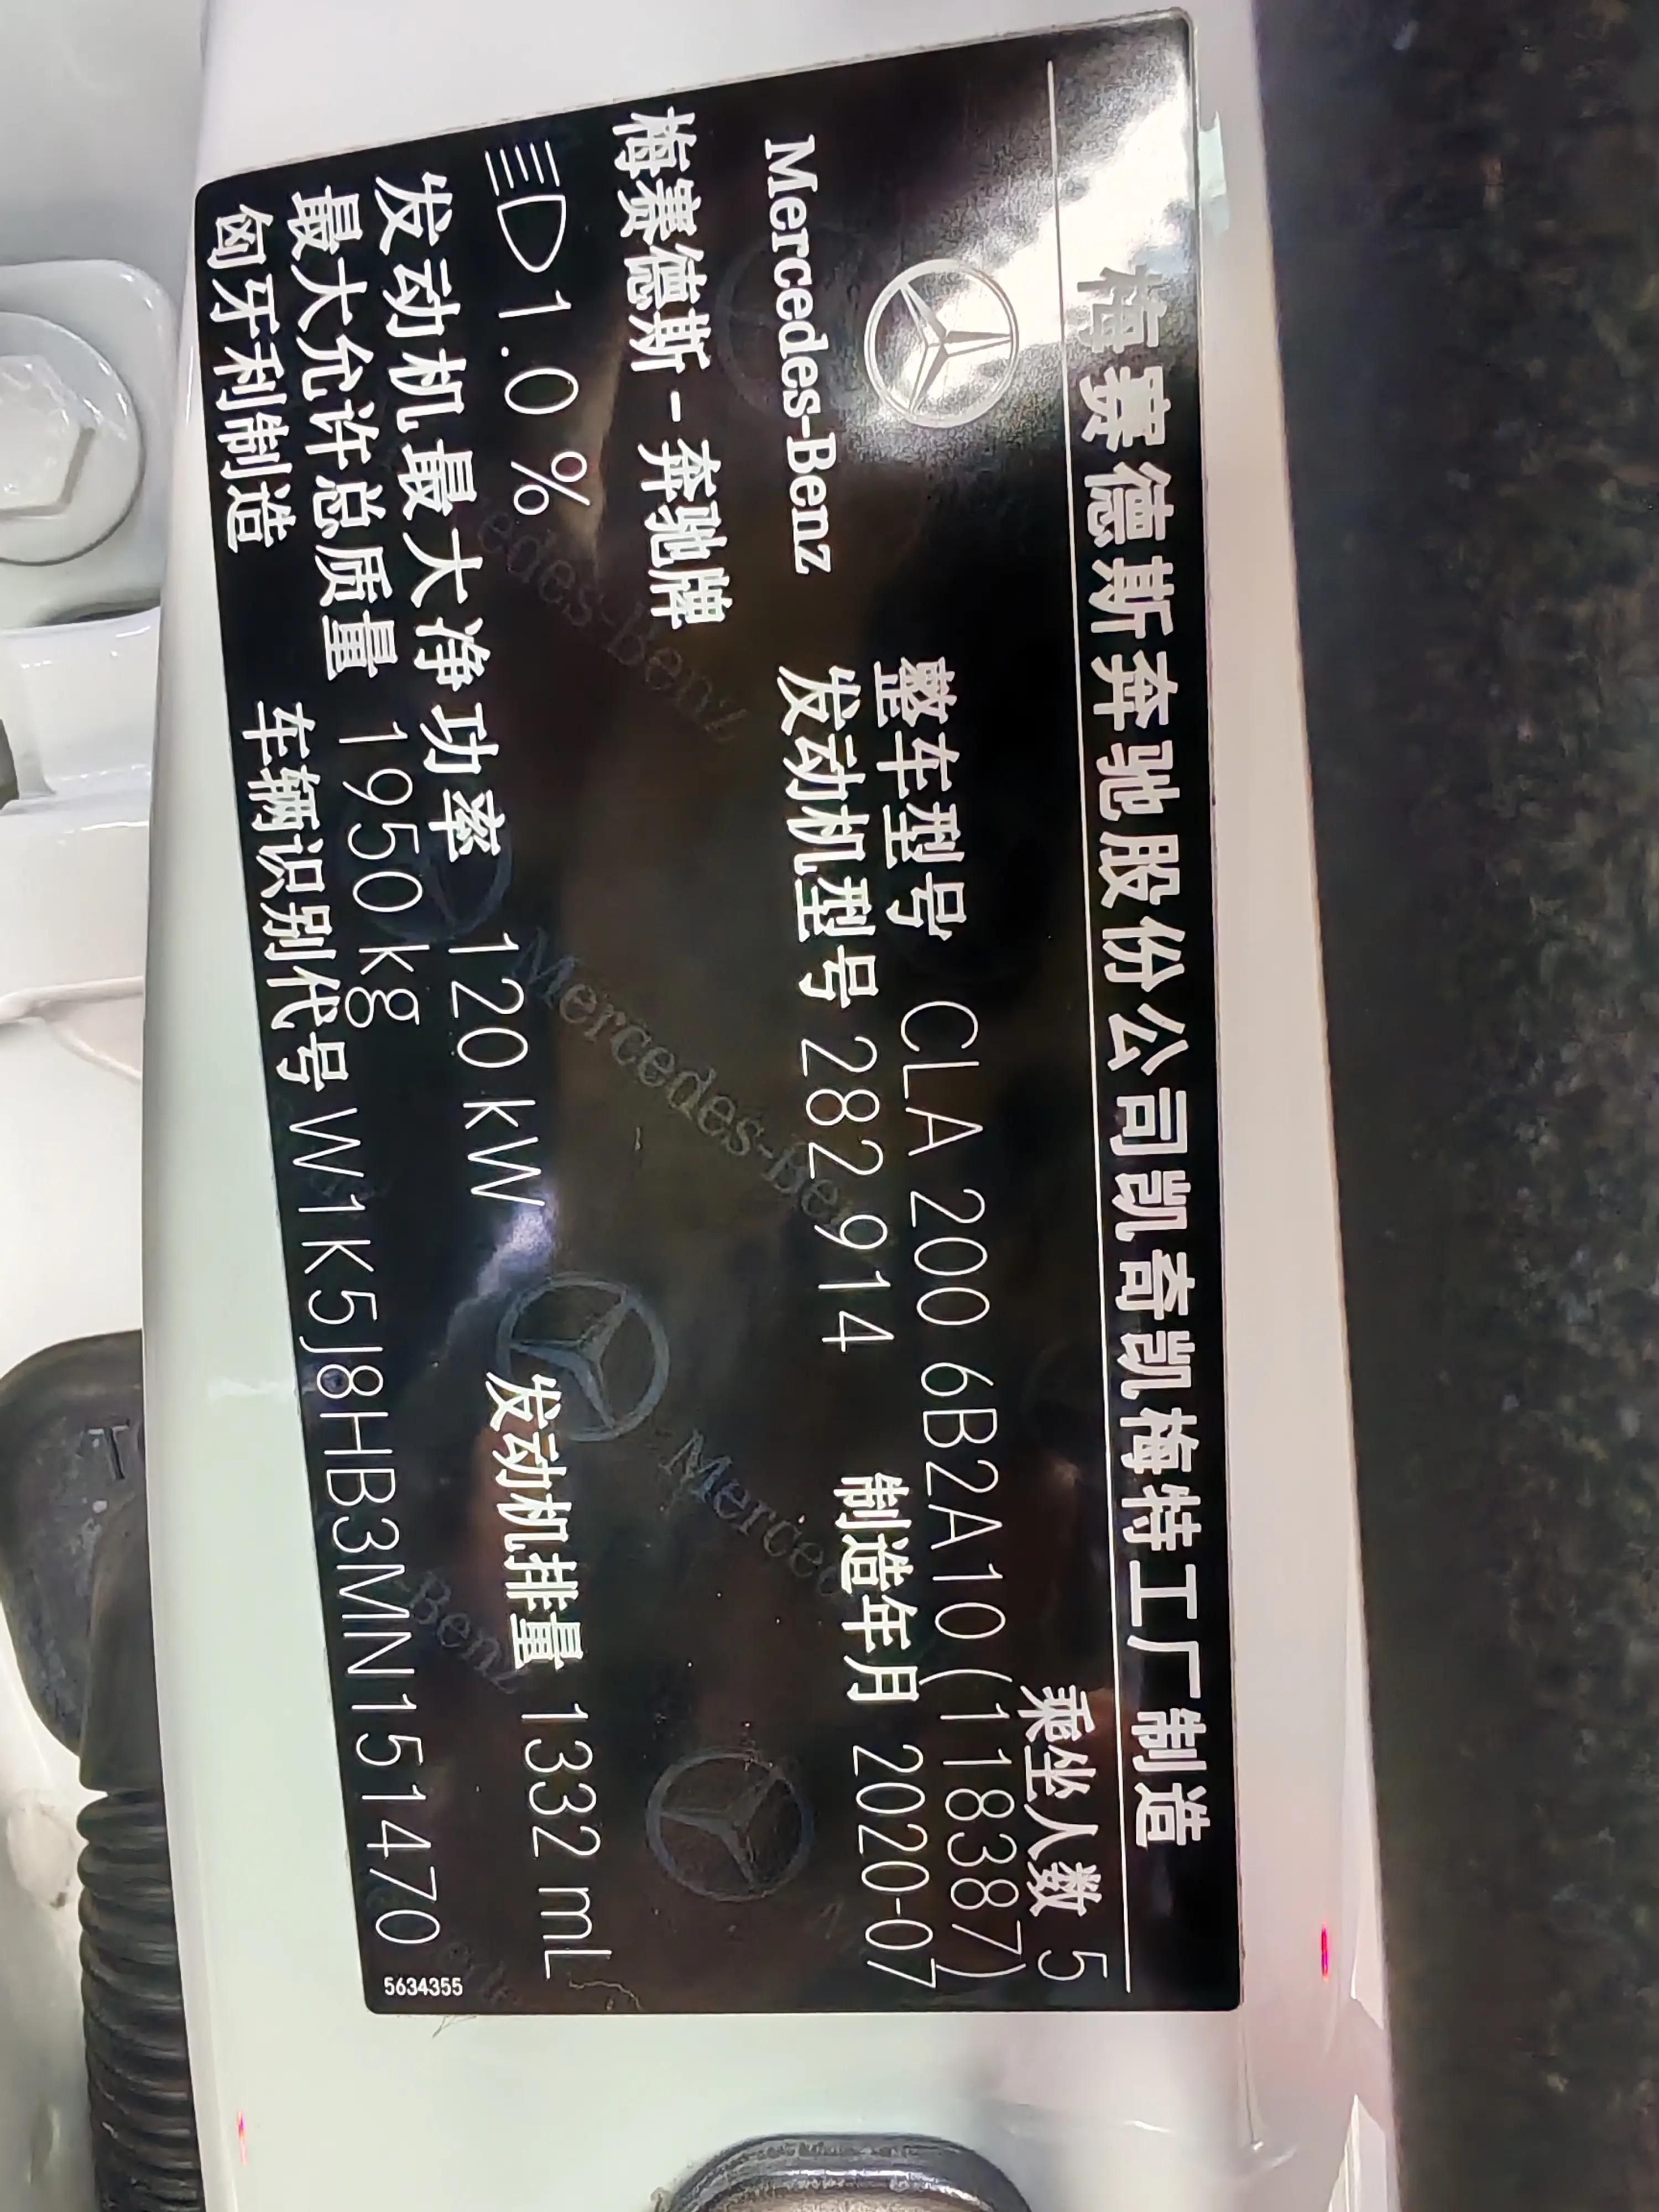 梅赛德斯奔驰股份公司凯奇凯梅特工厂制造
乘坐人数 5
整车型号 CLA 200 6B2A10 (118387)
Mercedes-Benz
发动机型号 282 914 制造年月 2020-07
梅赛德斯-奔驰牌
1.0 %
发动机最大净功率 120 kW 发动机排量 1332 mL
最大允许总质量 1950 kg
匈牙利制造 车辆识别代号 W1K5J8HB3MN151470
5634355